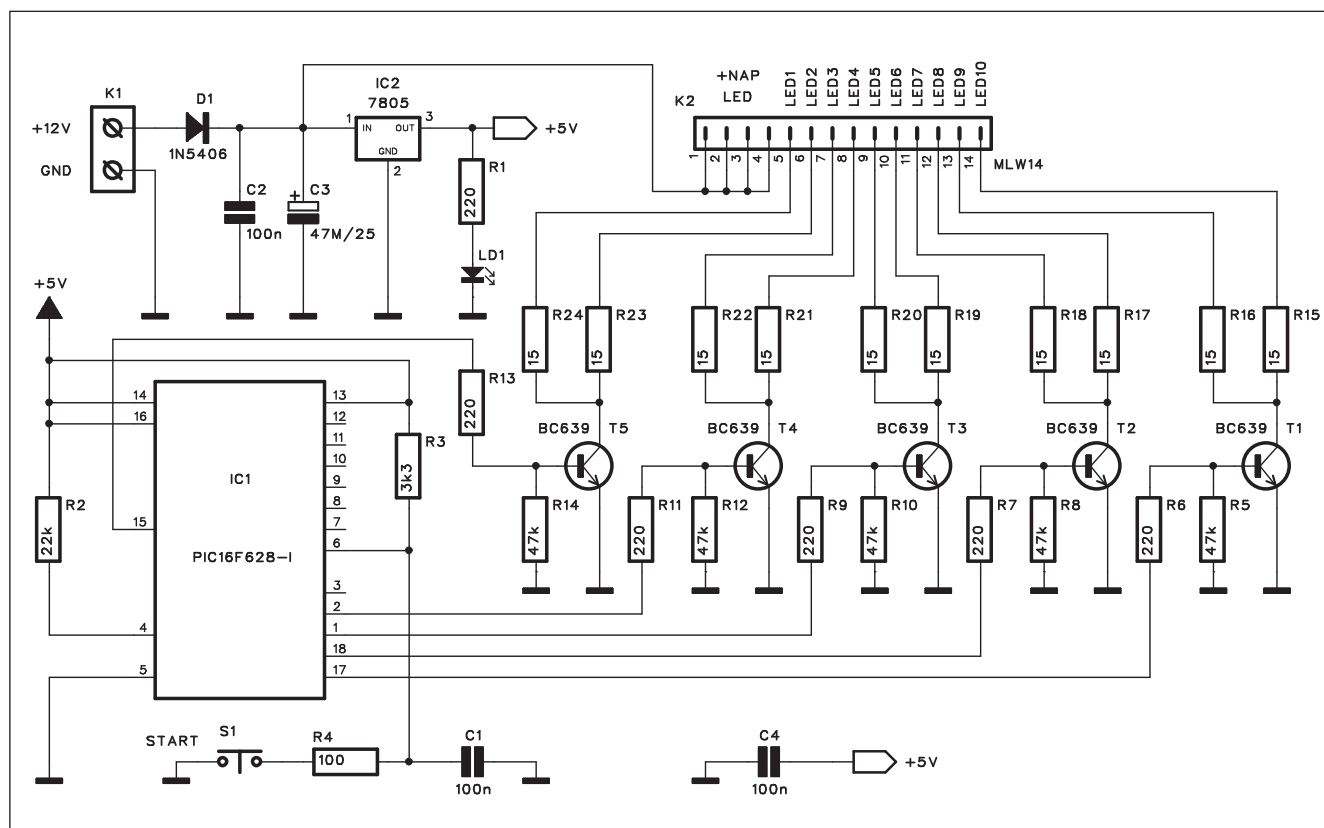 K1
+12V
GND
D1
1N5406
C2
100n
C3
+
47M/25
IC2
7805
1
IN
OUT
3
GND
2
+5V
R1
220
LD1
K2
+NAP
LED
LED1
LED2
LED3
LED4
LED5
LED6
LED7
LED8
LED9
LED10
1
2
3
4
5
6
7
8
9
10
11
12
13
14
MLW14
+5V
R24
15
R23
15
R22
15
R21
15
R20
15
R19
15
R18
15
R17
15
R16
15
R15
15
R13
220
BC639
T5
BC639
T4
BC639
T3
BC639
T2
BC639
T1
R14
47k
R11
220
R12
47k
R9
220
R10
47k
R7
220
R8
47k
R6
220
R5
47k
R2
22k
R3
3k3
IC1
PIC16F628-I
14
16
15
4
5
13
12
11
10
9
8
7
6
3
2
1
18
17
START
S1
R4
100
C1
100n
C4
100n
+5V